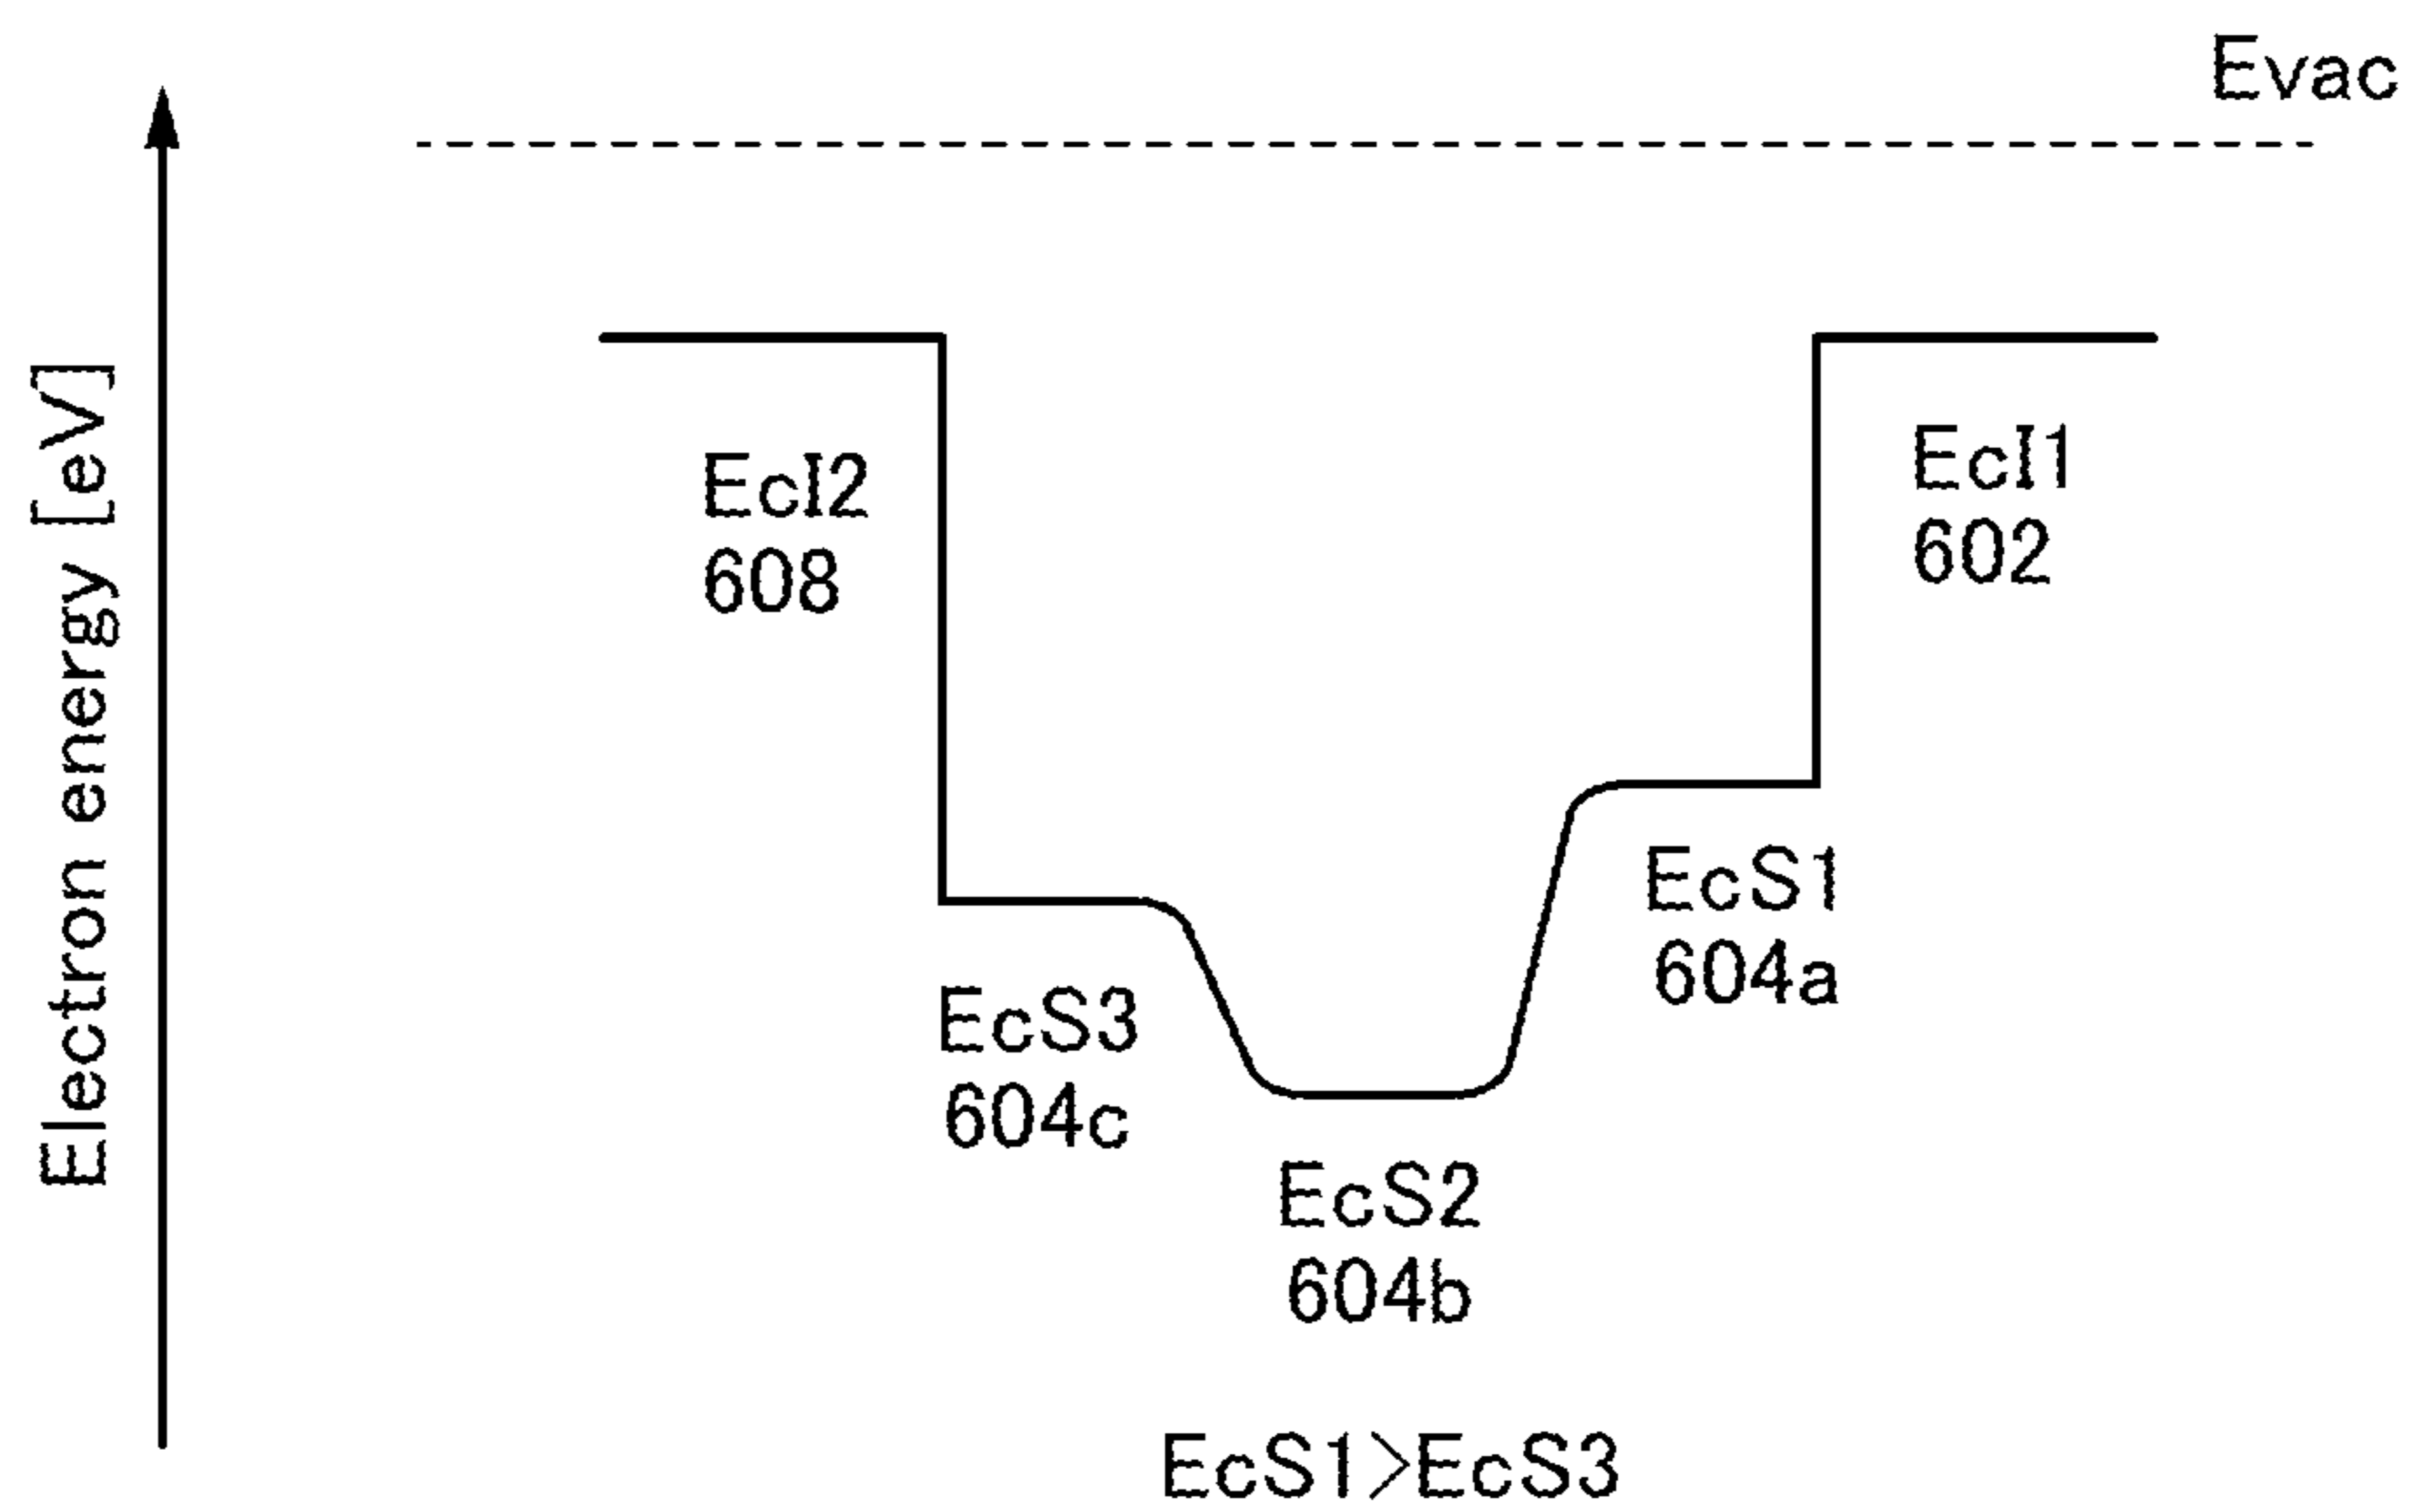 Evac
Electron energy [eV]
EcI2
608
EcI1
602
EcS1
604a
EcS3
604c
EcS2
604b
EcS1>EcS3